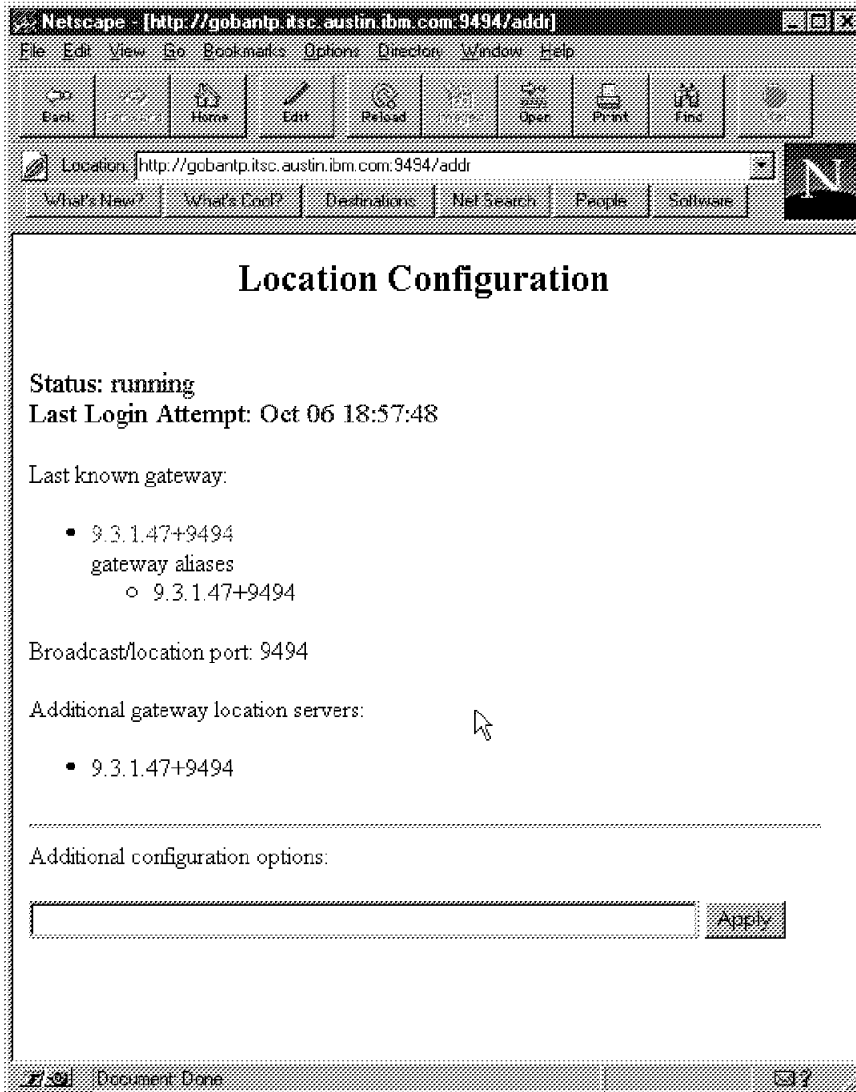 Netscape - [http://gobantp.itsc.austin.ibm.com:9494/addr]
File Edit View Go Bookmarks Options Directory Window Help
Back Forward Home Edit Reload Images Open Print Find Stop
Location: http://gobantp.itsc.austin.ibm.com:9494/addr
What's New? What's Cool? Destinations Net Search People Software
N
Location Configuration
Status: running
Last Login Attempt: Oct 06 18:57:48
Last known gateway:
9.3.1.47+9494
gateway aliases
9.3.1.47+9494
Broadcast/location port: 9494
Additional gateway location servers:
9.3.1.47+9494
Additional configuration options:
Apply
Document: Done
?